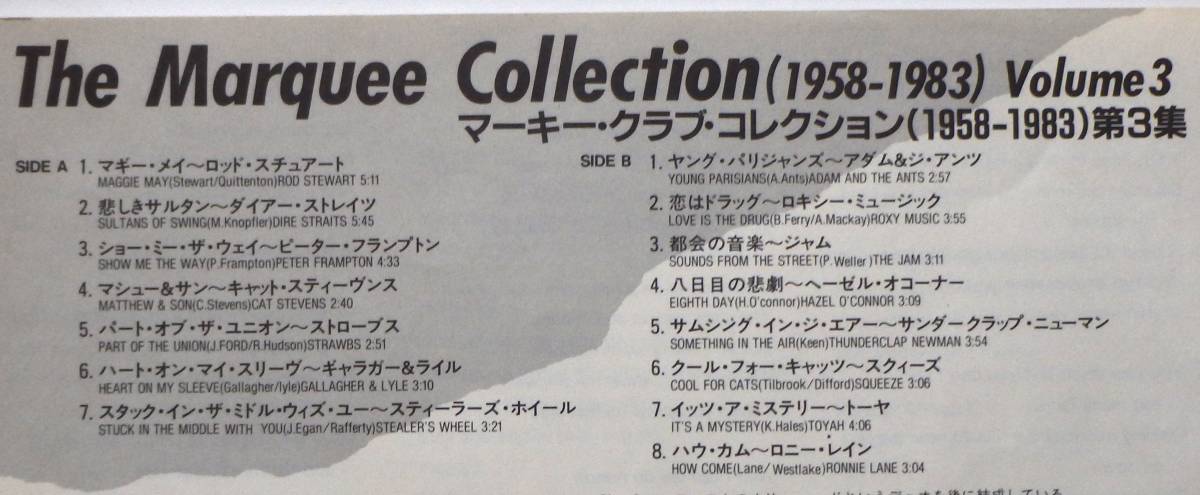 The Marquee Collection(1958-1983) Volume 3
マーキー・クラブ・コレクション(1958-1983)第3集
SIDE A 1. マギー・メイ〜ロッド・スチュアート
MAGGIE MAY(Stewart/Quittenton)ROD STEWART 5:11
2. 悲しきサルタン〜ダイアー・ストレイツ
SULTANS OF SWING(M.Knopfler)DIRE STRAITS 5:45
3. ショー・ミー・ザ・ウェイ〜ピーター・フランプトン
SHOW ME THE WAY(P.Frampton)PETER FRAMPTON 4:33
4. マシュー&サン〜キャット・スティーヴンス
MATTHEW & SON(C.Stevens)CAT STEVENS 2:40
5. パート・オブ・ザ・ユニオン〜ストローブス
PART OF THE UNION(J.FORD/R.Hudson)STRAWBS 2:51
6. ハート・オン・マイ・スリーヴ〜ギャラガー&ライル
HEART ON MY SLEEVE(Gallagher/lyle)GALLAGHER & LYLE 3:10
7. スタック・イン・ザ・ミドル・ウィズ・ユー〜スティーラーズ・ホイール
STUCK IN THE MIDDLE WITH YOU(J.Egan/Rafferty)STEALER'S WHEEL 3:21
SIDE B 1. ヤング・パリジャンズ〜アダム&ジ・アンツ
YOUNG PARISIANS(A.Ants)ADAM AND THE ANTS 2:57
2. 恋はドラッグ〜ロキシー・ミュージック
LOVE IS THE DRUG(B.Ferry/A.Mackay)ROXY MUSIC 3:55
3. 都会の音楽〜ジャム
SOUNDS FROM THE STREET(P.Weller)THE JAM 3:11
4. 八日目の悲劇〜ヘーゼル・オコーナー
EIGHTH DAY(H.O'connor)HAZEL O'CONNOR 3:09
5. サムシング・イン・ジ・エアー〜サンダークラップ・ニューマン
SOMETHING IN THE AIR(Keen)THUNDERCLAP NEWMAN 3:54
6. クール・フォー・キャッツ〜スクィーズ
COOL FOR CATS(Tilbrook/Difford)SQUEEZE 3:06
7. イッツ・ア・ミステリー〜トーヤ
IT'S A MYSTERY(K.Hales)TOYAH 4:06
8. ハウ・カム〜ロニー・レイン
HOW COME(Lane/Westlake)RONNIE LANE 3:04